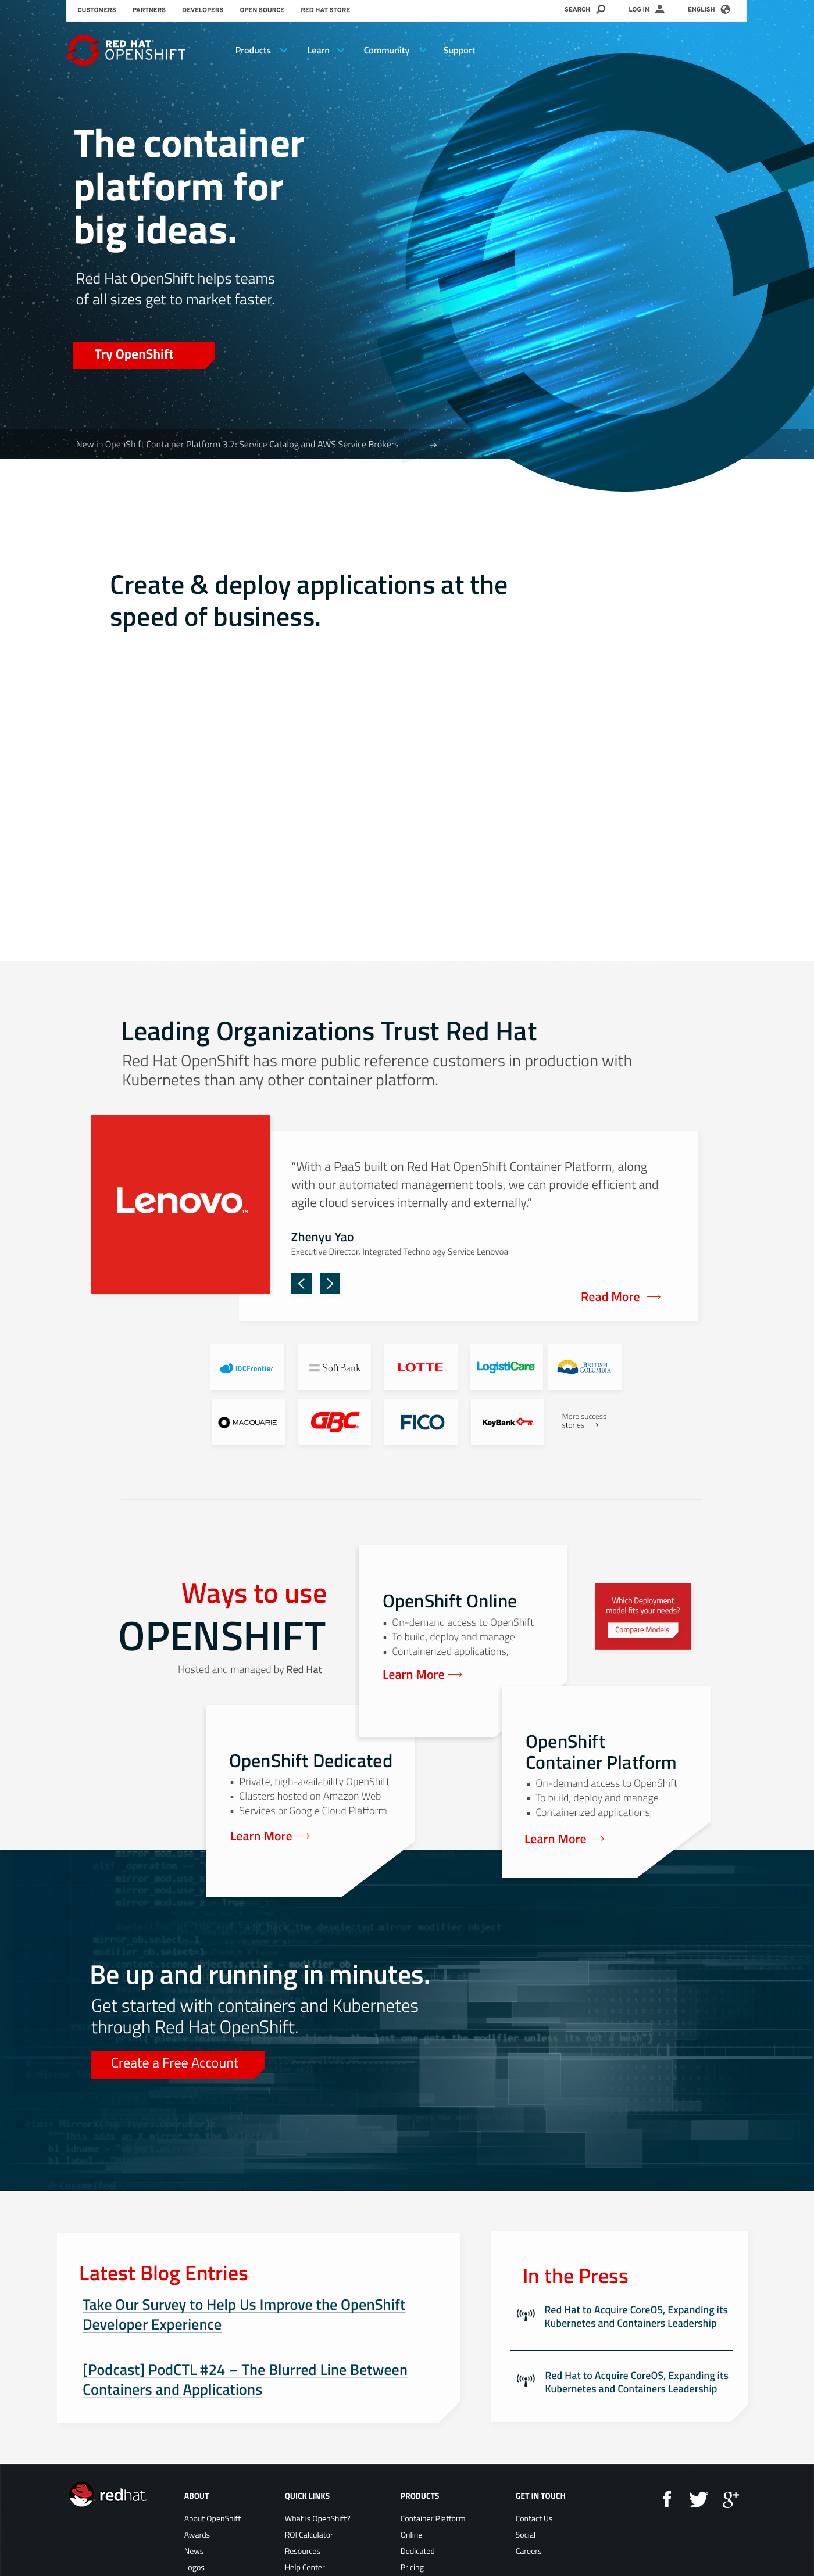 CUSTOMERS PARTNERS DEVELOPERS OPEN SOURCE RED HAT STORE SEARCH LOG IN ENGLISH
RED HAT
OPENSHIFT
Products Learn Community Support
The container
platform for
big ideas.
Red Hat OpenShift helps teams
of all sizes get to market faster.
Try OpenShift
New in OpenShift Container Platform 3.7: Service Catalog and AWS Service Brokers →
Create & deploy applications at the
speed of business.
Leading Organizations Trust Red Hat
Red Hat OpenShift has more public reference customers in production with
Kubernetes than any other container platform.
Lenovo™
“With a PaaS built on Red Hat OpenShift Container Platform, along
with our automated management tools, we can provide efficient and
agile cloud services internally and externally.”
Zhenyu Yao
Executive Director, Integrated Technology Service Lenovoa
Read More
IDCFrontier SoftBank LOTTE LogistiCare BRITISH
COLUMBIA
MACQUARIE GBC FICO KeyBank More success
stories
Ways to use
OPENSHIFT
Hosted and managed by Red Hat
OpenShift Online
▪ On-demand access to OpenShift
▪ To build, deploy and manage
▪ Containerized applications,
Learn More
Which Deployment
model fits your needs?
Compare Models
OpenShift Dedicated
▪ Private, high-availability OpenShift
▪ Clusters hosted on Amazon Web
▪ Services or Google Cloud Platform
Learn More
OpenShift
Container Platform
▪ On-demand access to OpenShift
▪ To build, deploy and manage
▪ Containerized applications,
Learn More
Be up and running in minutes.
Get started with containers and Kubernetes
through Red Hat OpenShift.
Create a Free Account
Latest Blog Entries
Take Our Survey to Help Us Improve the OpenShift
Developer Experience
[Podcast] PodCTL #24 – The Blurred Line Between
Containers and Applications
In the Press
Red Hat to Acquire CoreOS, Expanding its
Kubernetes and Containers Leadership
Red Hat to Acquire CoreOS, Expanding its
Kubernetes and Containers Leadership
redhat.
ABOUT
About OpenShift
Awards
News
Logos
QUICK LINKS
What is OpenShift?
ROI Calculator
Resources
Help Center
PRODUCTS
Container Platform
Online
Dedicated
Pricing
GET IN TOUCH
Contact Us
Social
Careers
f g+